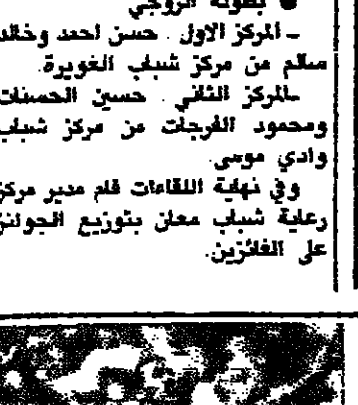 ● بطولة الزوجي
ـ المركز الاول . حسن احمد وخالد
سالم من مركز شباب الغويرة.
ـالمركز الثاني . حسين الحسنات
ومحمود الفرجات من مركز شباب
وادي موسى.
وفي نهاية اللقاءات قام مدير مركز
رعاية شباب معان بتوزيع الجوائز
على الفائزين.